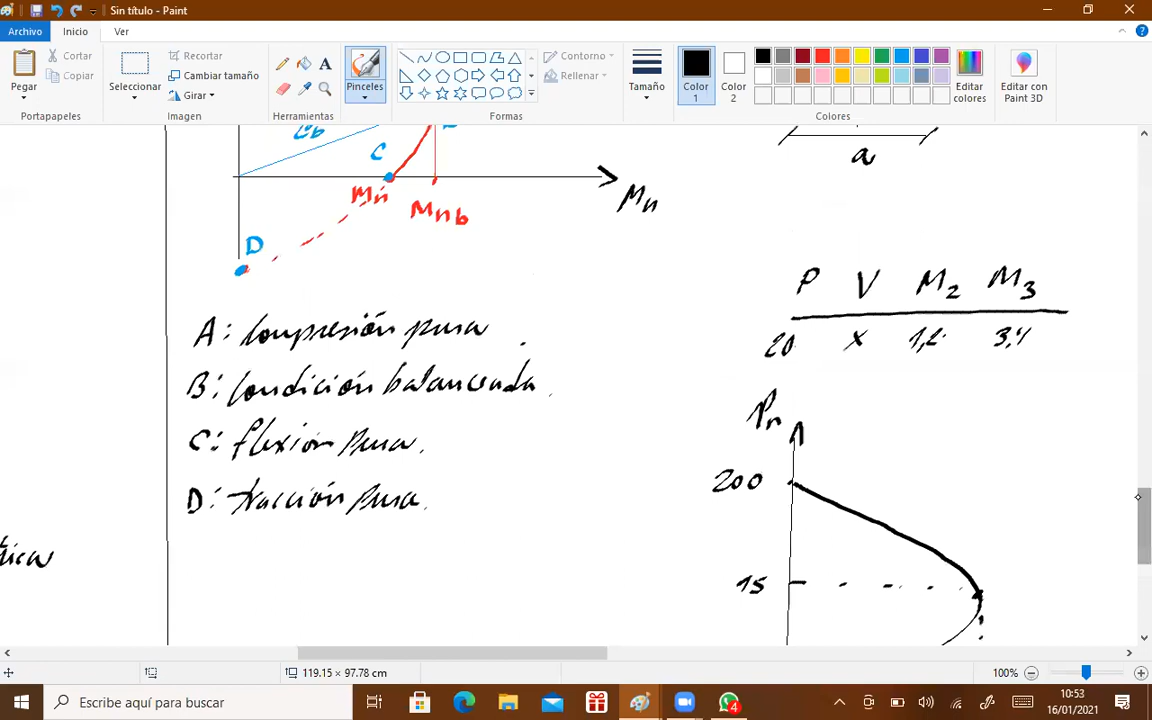 Sin título - Paint
Archivo Inicio Ver
Pegar
Cortar
Copiar
Portapapeles
Seleccionar
Recortar
Cambiar tamaño
Girar
Imagen
A
Herramientas
Pinceles
Contorno
Rellenar
Formas
Tamaño
Color 1
Color 2
Editar colores
Editar con Paint 3D
Colores
C
Mn
Mnb
Mn
D
a
P V M2 M3
20 x 1,2 3,4
A: Compresión pura
B: Condición balanceada.
C: flexión pura.
D: tracción pura.
Pn
200
15
119.15 × 97.78 cm
100%
Escribe aquí para buscar
4
10:53
16/01/2021